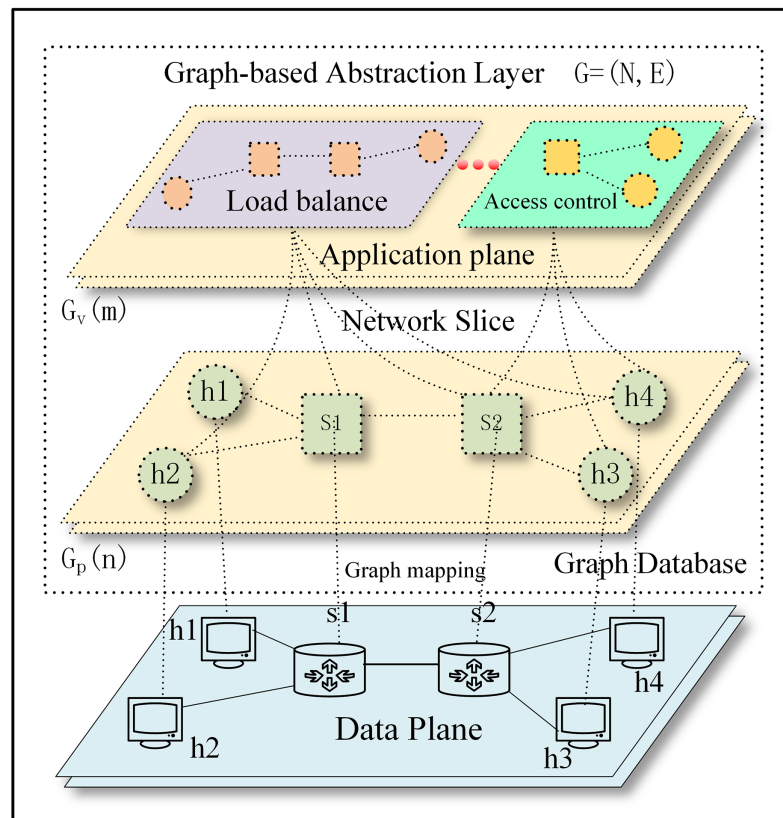 Graph-based Abstraction Layer G=(N, E)
Load balance
Access control
Application plane
Gᵥ(m)
Network Slice
h1
S1
S2
h4
h2
h3
Gₚ(n)
Graph Database
Graph mapping
s1
s2
h1
h4
h2
Data Plane
h3